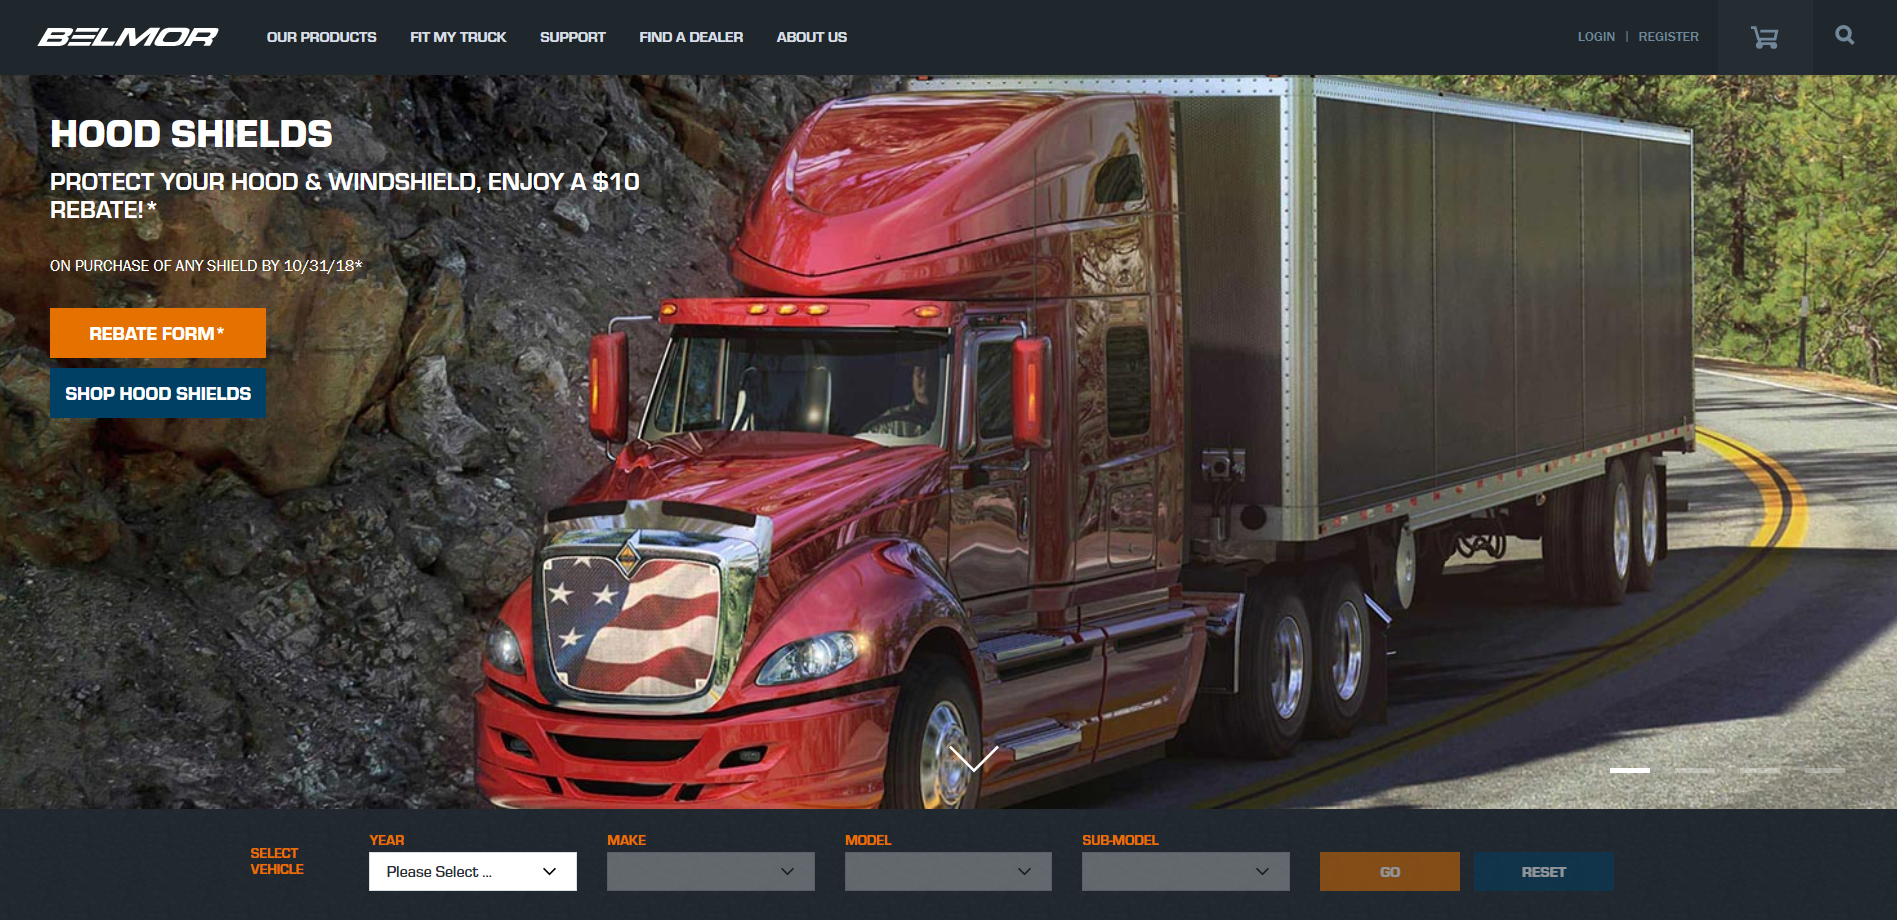 BELMOR
OUR PRODUCTS
FIT MY TRUCK
SUPPORT
FIND A DEALER
ABOUT US
LOGIN | REGISTER
HOOD SHIELDS
PROTECT YOUR HOOD & WINDSHIELD, ENJOY A $10
REBATE!*
ON PURCHASE OF ANY SHIELD BY 10/31/18*
REBATE FORM*
SHOP HOOD SHIELDS
SELECT
VEHICLE
YEAR
Please Select ...
MAKE
MODEL
SUB-MODEL
GO
RESET